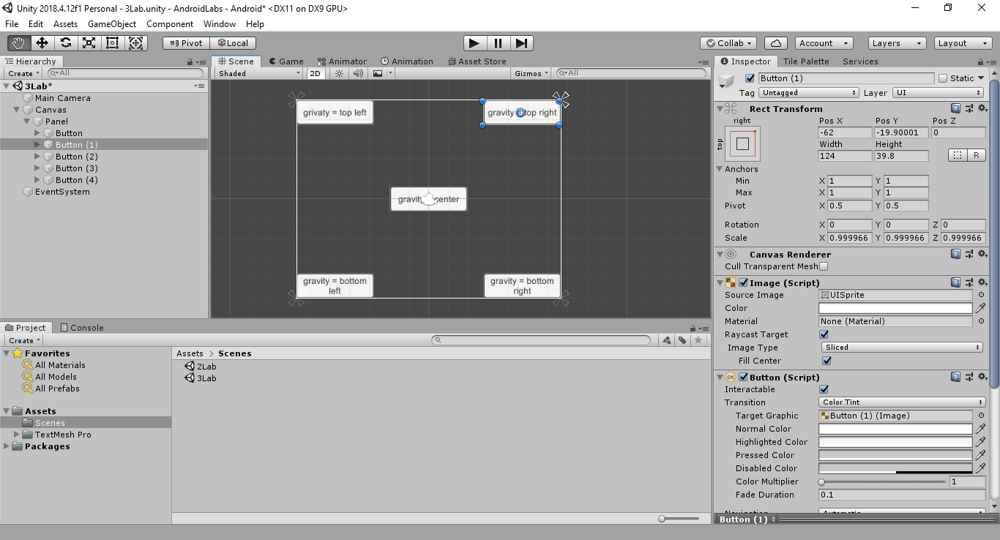 Unity 2018.4.12f1 Personal - 3Lab.unity - AndroidLabs - Android* <DX11 on DX9 GPU>
File Edit Assets GameObject Component Window Help
Pivot Local Collab Account Layers Layout
Hierarchy
Create All
3Lab*
Main Camera
Canvas
Panel
Button
Button (1)
Button (2)
Button (3)
Button (4)
EventSystem
Scene Game Animator Animation Asset Store
Shaded 2D Gizmos All
grivaty = top left
gravity = top right
gravity center
gravity = bottom
left
gravity = bottom
right
Project Console
Create
Favorites
All Materials
All Models
All Prefabs
Assets
Scenes
TextMesh Pro
Packages
Assets > Scenes
2Lab
3Lab
Inspector Tile Palette Services
Button (1) Static
Tag Untagged Layer UI
Rect Transform
right Pos X Pos Y Pos Z
top
-62 -19.90001 0
Width Height
124 39.8 R
Anchors
Min X 1 Y 1
Max X 1 Y 1
Pivot X 0.5 Y 0.5
Rotation X 0 Y 0 Z 0
Scale X 0.999966 Y 0.999966 Z 0.999966
Canvas Renderer
Cull Transparent Mesh
Image (Script)
Source Image UISprite
Color
Material None (Material)
Raycast Target
Image Type Sliced
Fill Center
OK Button (Script)
Interactable
Transition Color Tint
Target Graphic Button (1) (Image)
Normal Color
Highlighted Color
Pressed Color
Disabled Color
Color Multiplier 1
Fade Duration 0.1
Navigation Automatic
Button (1)